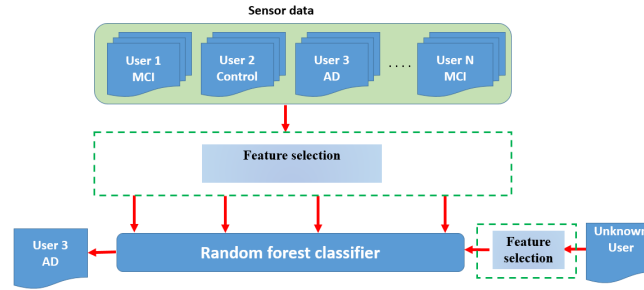 Sensor data
User 1
MCI
User 2
Control
User 3
AD
. . . .
User N
MCI
Feature selection
User 3
AD
Random forest classifier
Feature
selection
Unknown
User